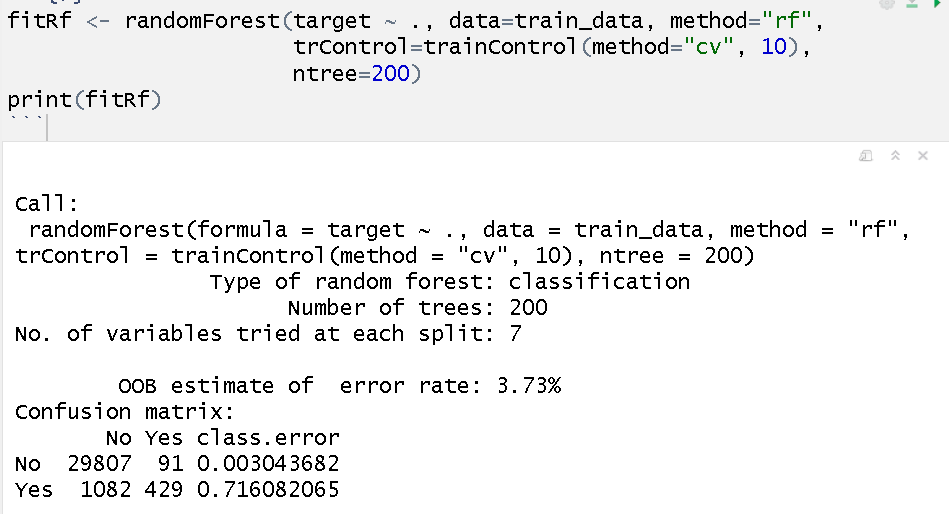 fitRf <- randomForest(target ~ ., data=train_data, method="rf",
trControl=trainControl(method="cv", 10),
ntree=200)
print(fitRf)
```
Call:
randomForest(formula = target ~ ., data = train_data, method = "rf",
trControl = trainControl(method = "cv", 10), ntree = 200)
Type of random forest: classification
Number of trees: 200
No. of variables tried at each split: 7
OOB estimate of  error rate: 3.73%
Confusion matrix:
No Yes class.error
No  29807  91 0.003043682
Yes  1082 429 0.716082065